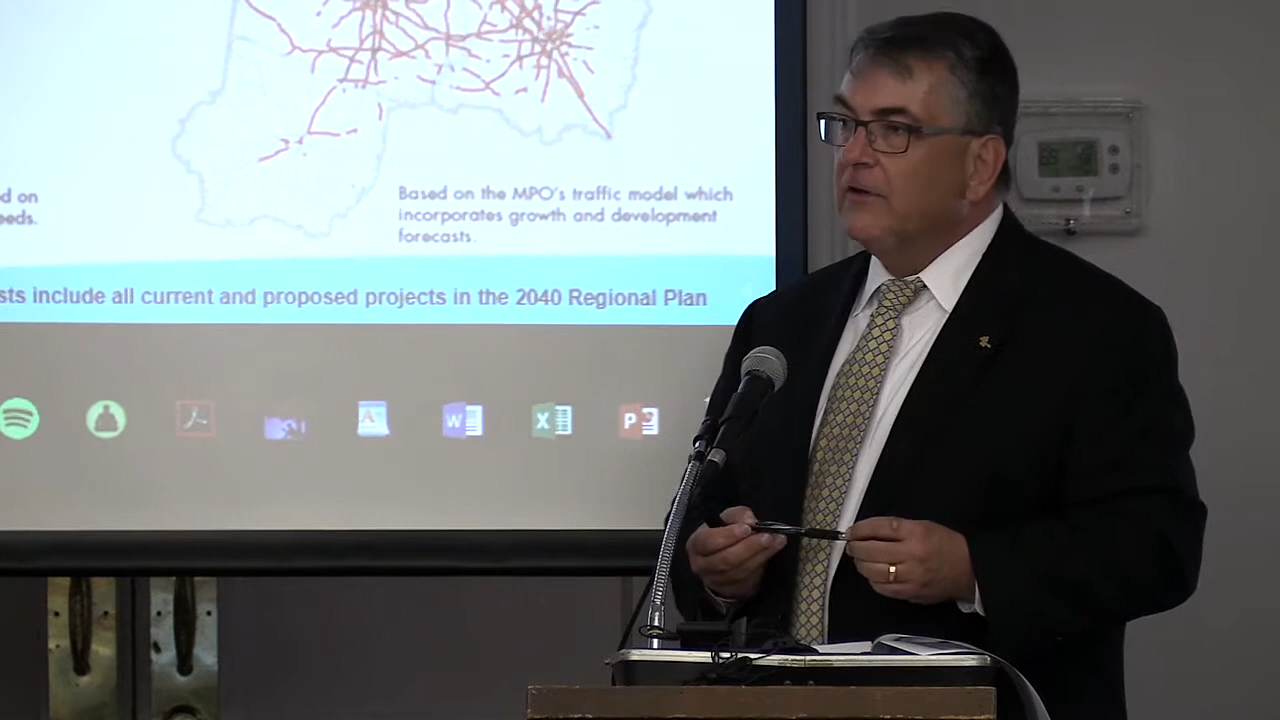 d on
eeds.
Based on the MPO's traffic model which
incorporates growth and development
forecasts.
sts include all current and proposed projects in the 2040 Regional Plan
W
X
P